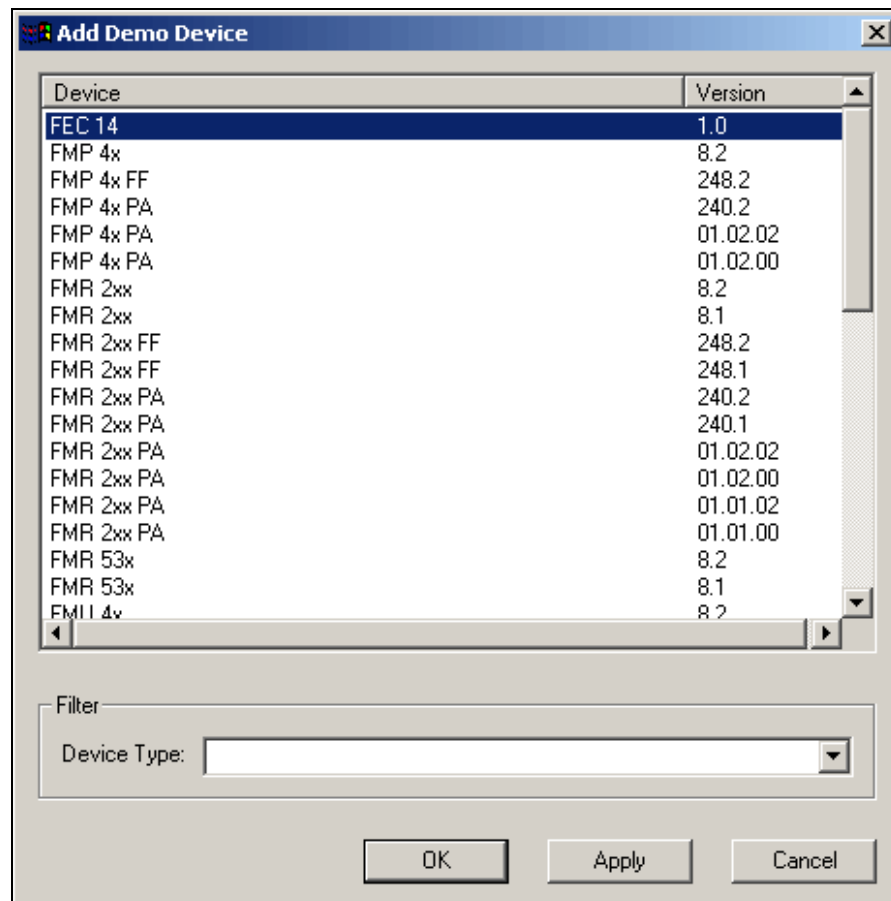 Add Demo Device
Device Version
FEC 14 1.0
FMP 4x 8.2
FMP 4x FF 248.2
FMP 4x PA 240.2
FMP 4x PA 01.02.02
FMP 4x PA 01.02.00
FMR 2xx 8.2
FMR 2xx 8.1
FMR 2xx FF 248.2
FMR 2xx FF 248.1
FMR 2xx PA 240.2
FMR 2xx PA 240.1
FMR 2xx PA 01.02.02
FMR 2xx PA 01.02.00
FMR 2xx PA 01.01.02
FMR 2xx PA 01.01.00
FMR 53x 8.2
FMR 53x 8.1
FMU 4x 8.2
Filter
Device Type:
OK Apply Cancel